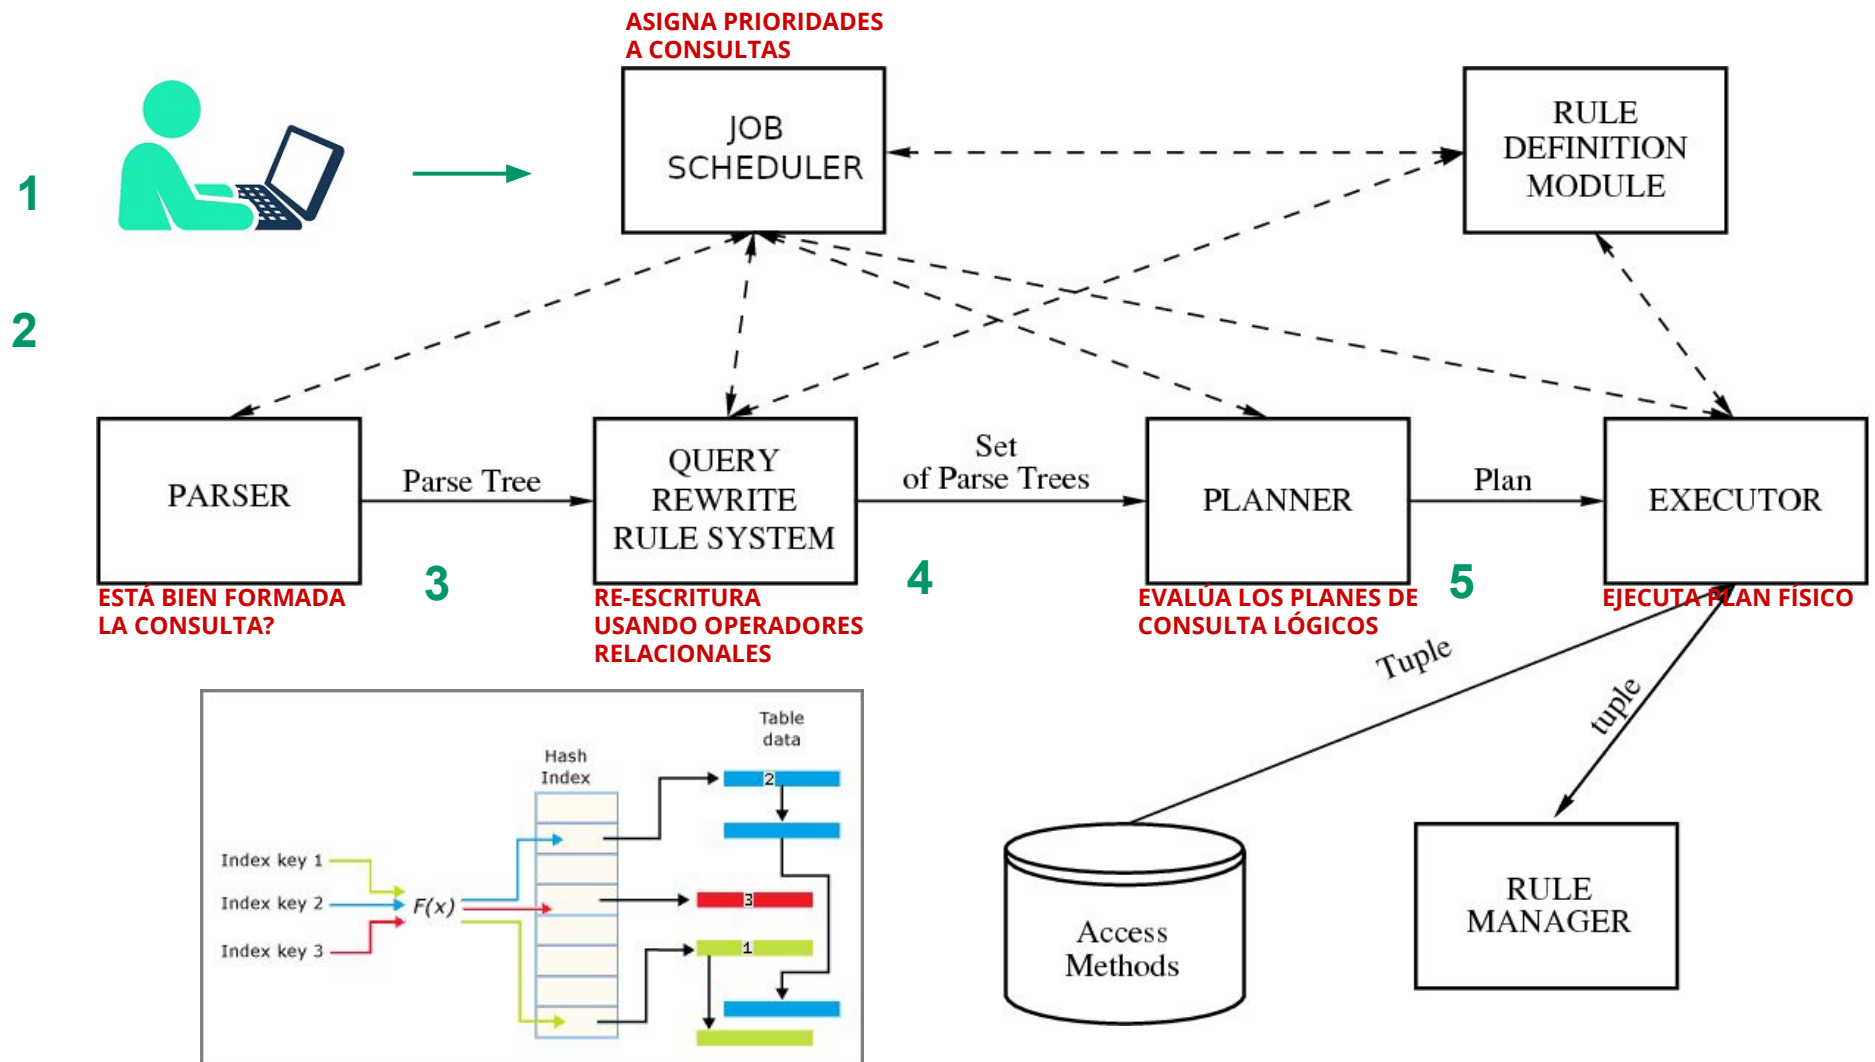 ASIGNA PRIORIDADES
A CONSULTAS
1
JOB
SCHEDULER
RULE
DEFINITION
MODULE
2
PARSER
Parse Tree
QUERY
REWRITE
RULE SYSTEM
Set
of Parse Trees
PLANNER
Plan
EXECUTOR
3
4
5
ESTÁ BIEN FORMADA
LA CONSULTA?
RE-ESCRITURA
USANDO OPERADORES
RELACIONALES
EVALÚA LOS PLANES DE
CONSULTA LÓGICOS
EJECUTA PLAN FÍSICO
Tuple
tuple
Table
data
Hash
Index
2
Index key 1
Index key 2
Index key 3
F(x)
3
1
Access
Methods
RULE
MANAGER